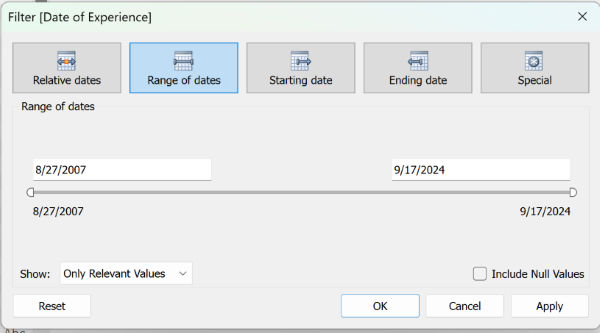 Filter [Date of Experience]
Relative dates
Range of dates
Starting date
Ending date
Special
Range of dates
8/27/2007
9/17/2024
8/27/2007
9/17/2024
Show:
Only Relevant Values
Include Null Values
Reset
OK
Cancel
Apply
Abc